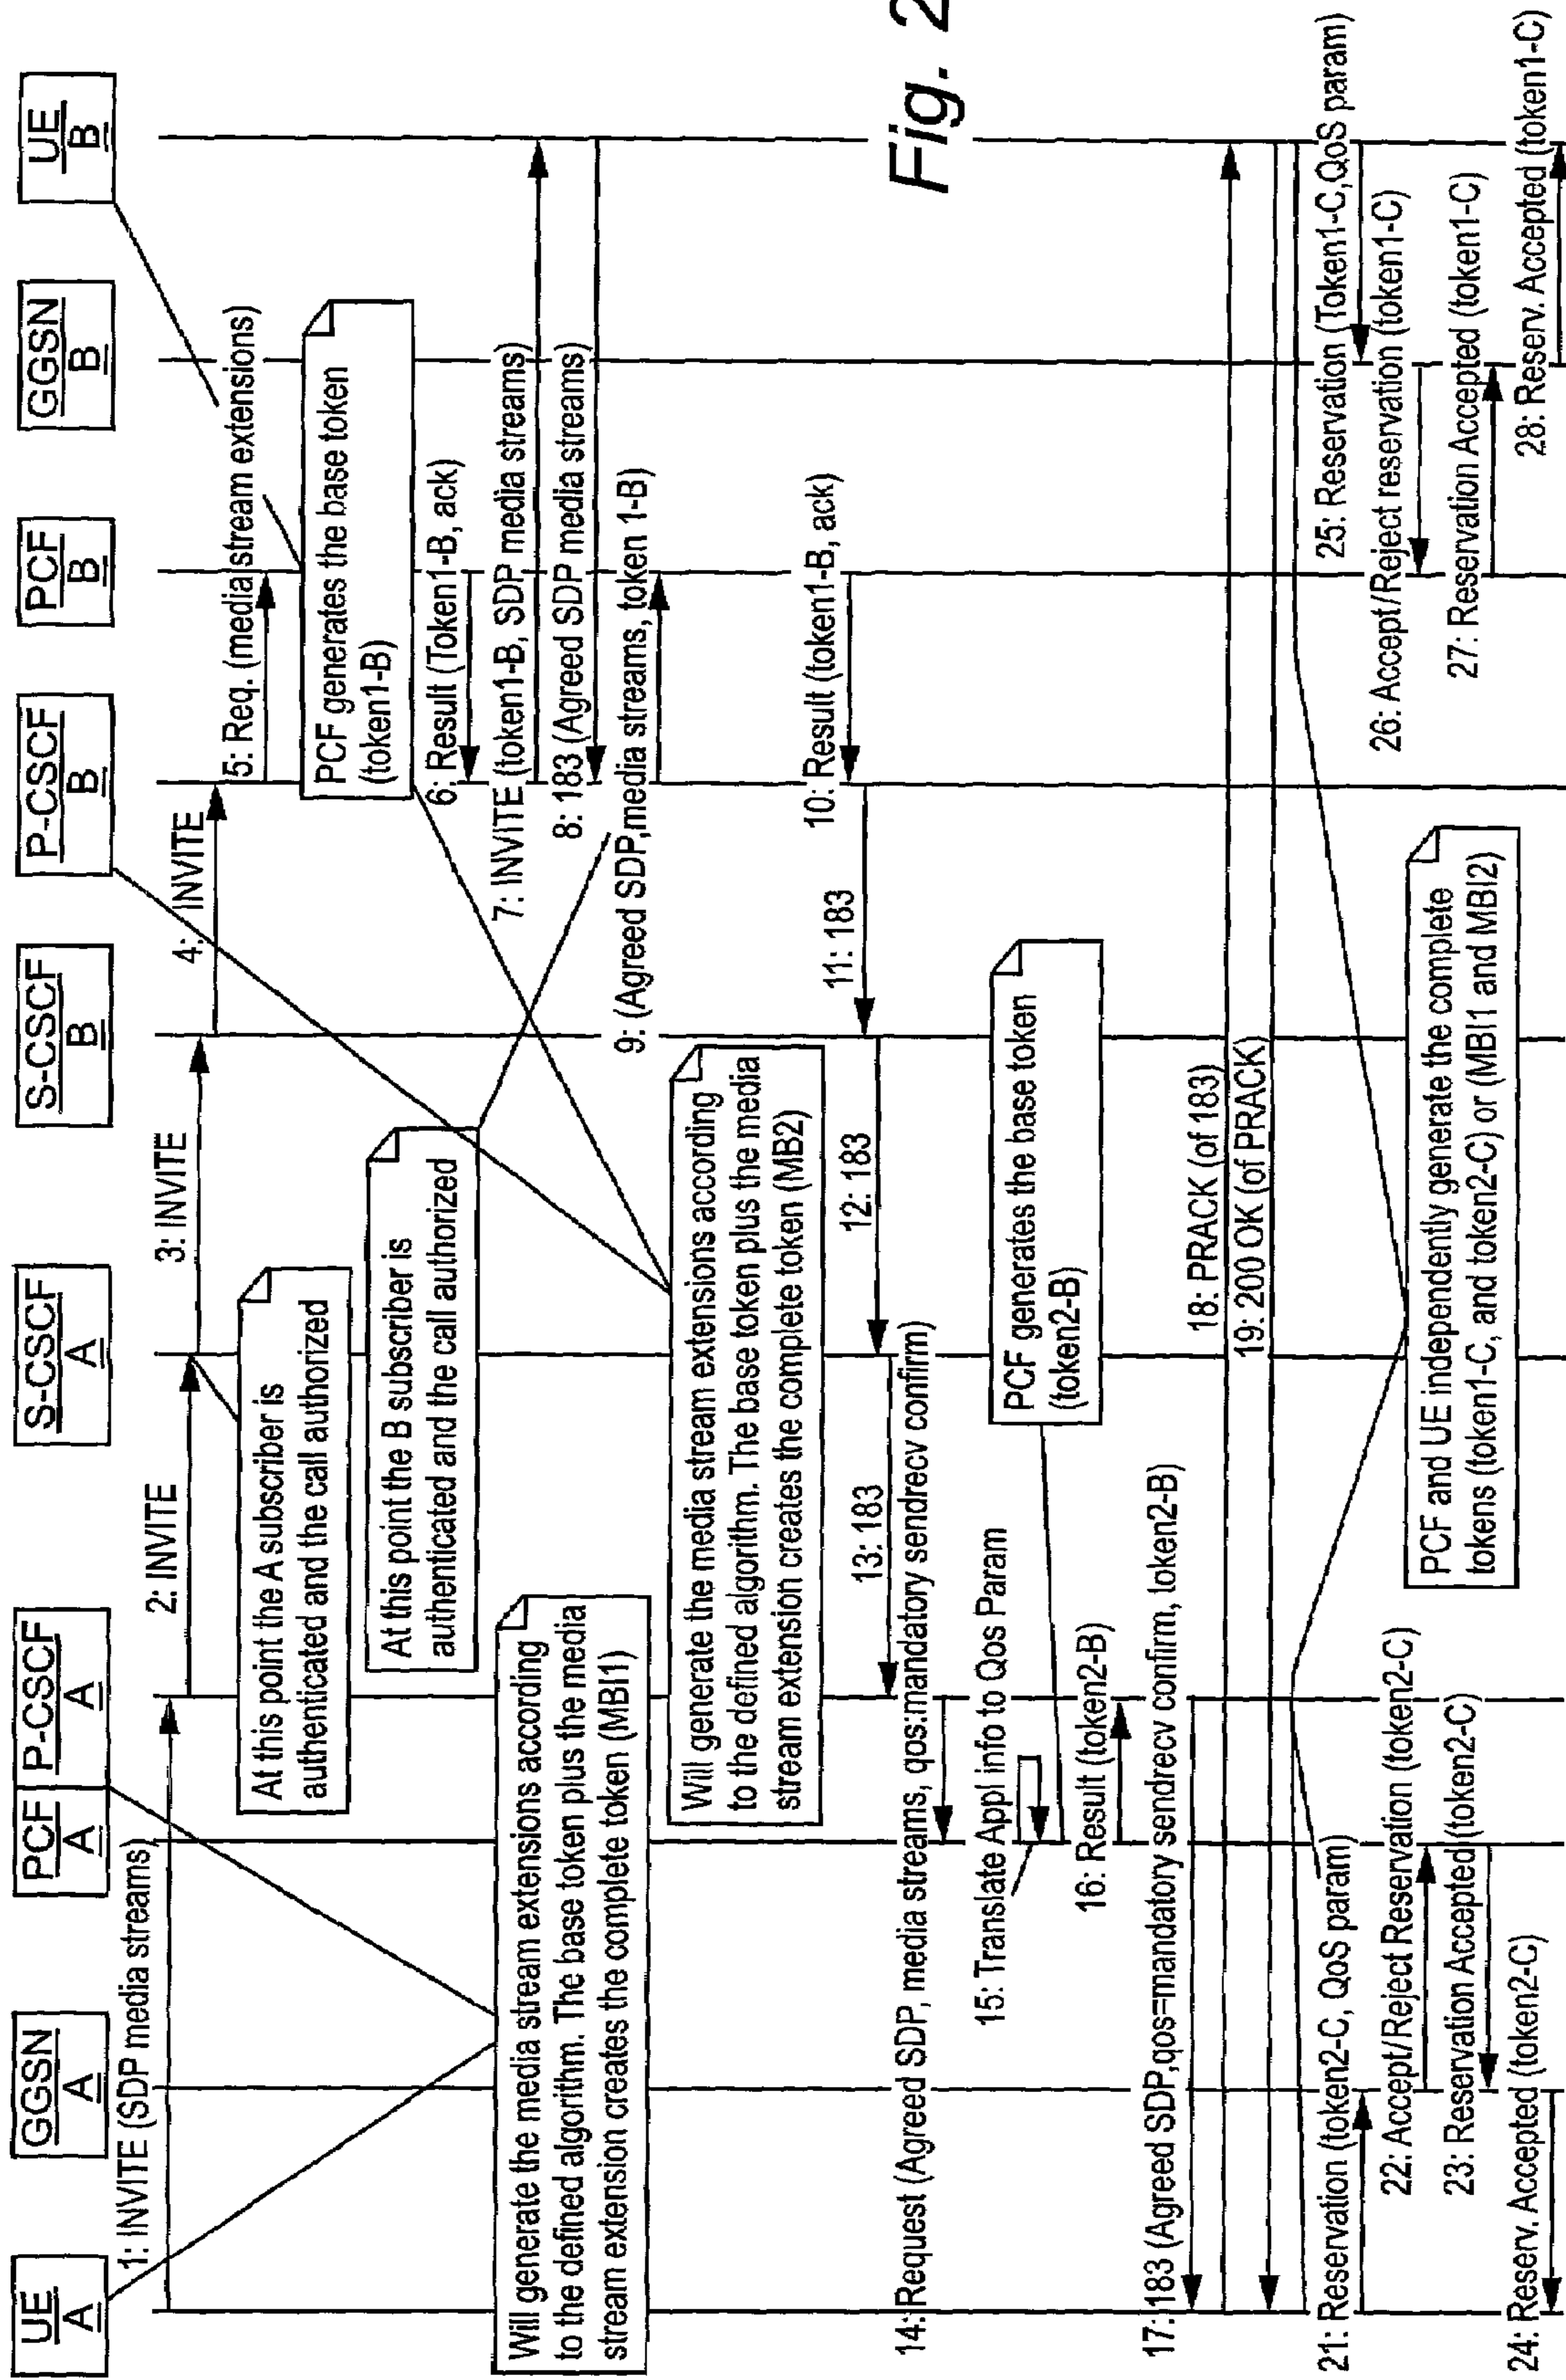 UE
A
GGSN
A
PCF
A
P-CSCF
A
S-CSCF
A
S-CSCF
B
P-CSCF
B
PCF
B
GGSN
B
UE
B
1: INVITE (SDP media streams)
2: INVITE
3: INVITE
4: INVITE
5: Req. (media stream extensions)
At this point the A subscriber is
authenticated and the call authorized
PCF generates the base token
(token1-B)
At this point the B subscriber is
authenticated and the call authorized
6: Result (Token1-B, ack)
Will generate the media stream extensions according
to the defined algorithm. The base token plus the media
stream extension creates the complete token (MBI1)
7: INVITE (token1-B, SDP media streams)
8: 183 (Agreed SDP media streams)
9: (Agreed SDP,media streams, token 1-B)
Will generate the media stream extensions according
to the defined algorithm. The base token plus the media
stream extension creates the complete token (MB2)
10: Result (token1-B, ack)
11: 183
12: 183
13: 183
14: Request (Agreed SDP, media streams, qos:mandatory sendrecv confirm)
15: Translate Appl info to Qos Param
PCF generates the base token
(token2-B)
16: Result (token2-B)
17: 183 (Agreed SDP,qos=mandatory sendrecv confirm, token2-B)
18: PRACK (of 183)
19: 200 OK (of PRACK)
21: Reservation (token2-C, QoS param)
22: Accept/Reject Reservation (token2-C)
23: Reservation Accepted (token2-C)
24: Reserv. Accepted (token2-C)
PCF and UE independently generate the complete
tokens (token1-C, and token2-C) or (MBI1 and MBI2)
25: Reservation (Token1-C,QoS param)
26: Accept/Reject reservation (token1-C)
27: Reservation Accepted (token1-C)
28: Reserv. Accepted (token1-C)
Fig. 2